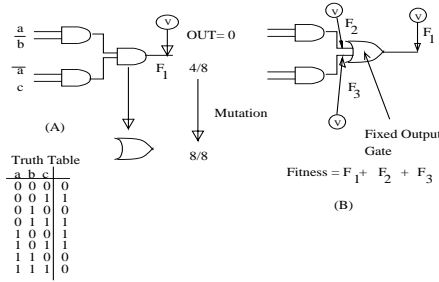 a
b
a
c
V
F1
OUT= 0
4/8
Mutation
8/8
(A)
Truth Table
a b c
0 0 0 0
0 0 1 1
0 1 0 0
0 1 1 1
1 0 0 1
1 0 1 1
1 1 0 0
1 1 1 0
B)
V
F2
F3
V
V
F1
Fixed Output
Gate
Fitness = F1 + F2 + F3
(B)